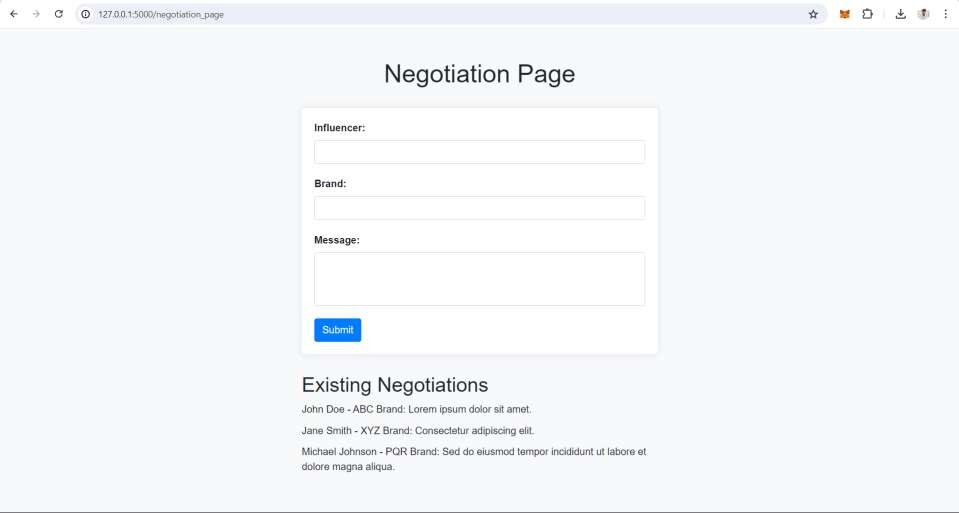 127.0.0.1:5000/negotiation_page
Negotiation Page
Influencer:
Brand:
Message:
Submit
Existing Negotiations
John Doe - ABC Brand: Lorem ipsum dolor sit amet.
Jane Smith - XYZ Brand: Consectetur adipiscing elit.
Michael Johnson - PQR Brand: Sed do eiusmod tempor incididunt ut labore et
dolore magna aliqua.